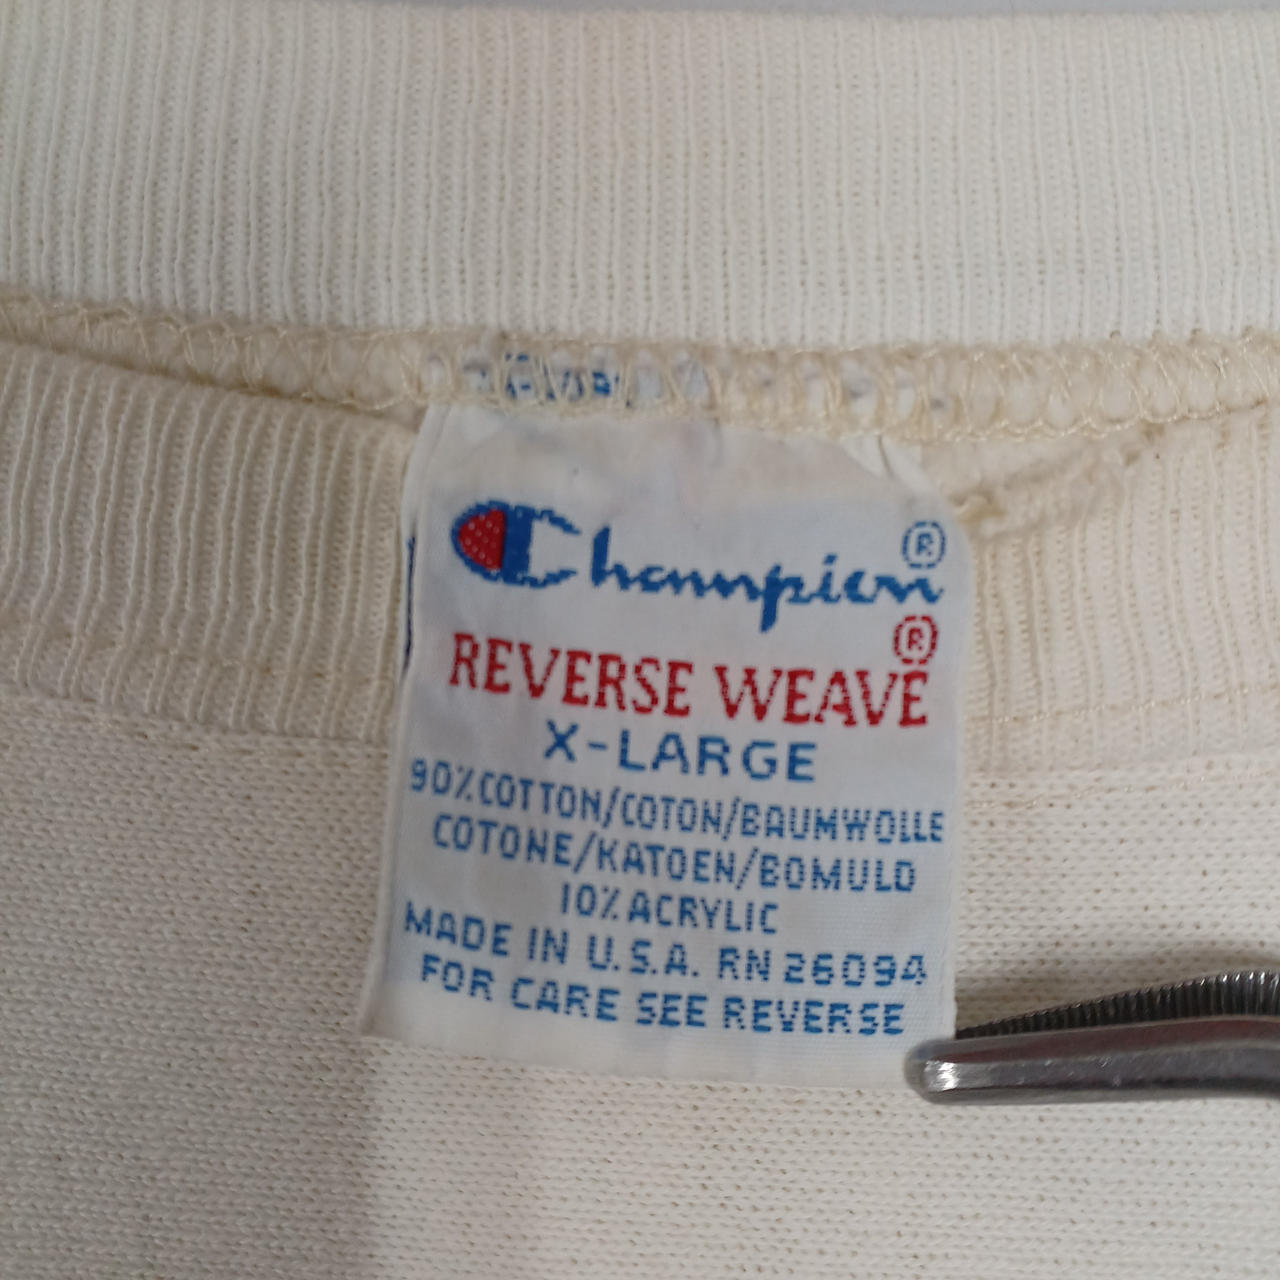 Champion®
REVERSE WEAVE®
X-LARGE
90% COTTON/COTON/BAUMWOLLE
COTONE/KATOEN/BOMULD
10% ACRYLIC
MADE IN U.S.A. RN 26094
FOR CARE SEE REVERSE